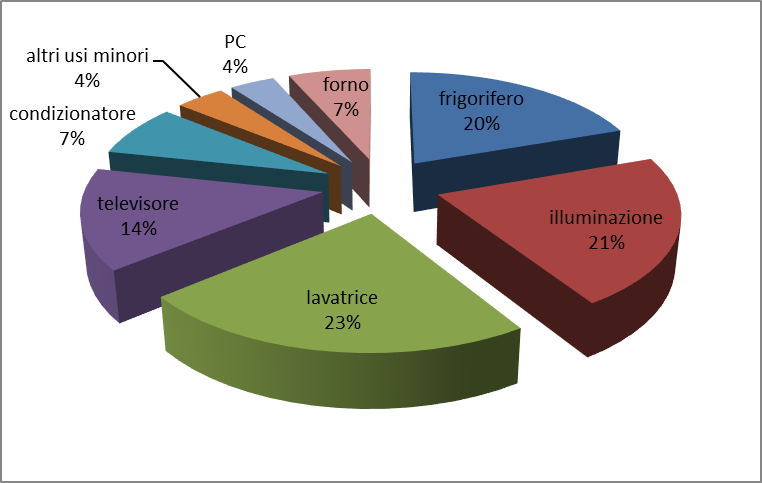 PC
4%
altri usi minori
4%
forno
7%
frigorifero
20%
condizionatore
7%
televisore
14%
illuminazione
21%
lavatrice
23%